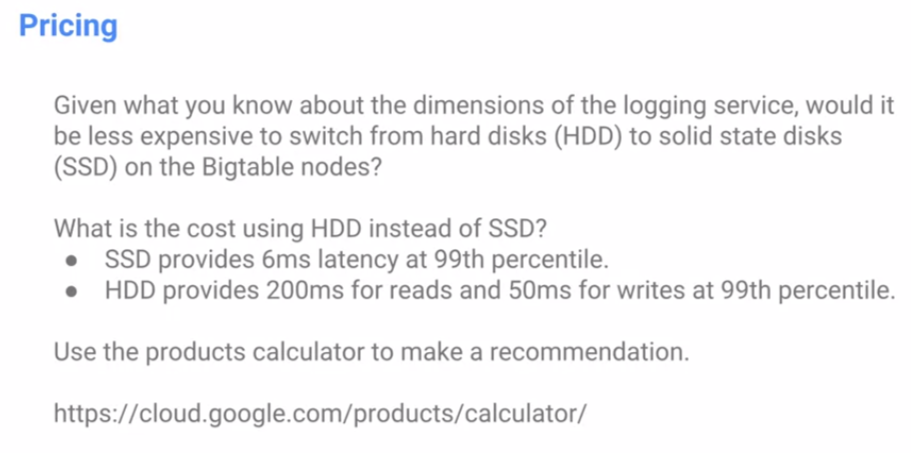 Pricing
Given what you know about the dimensions of the logging service, would it
be less expensive to switch from hard disks (HDD) to solid state disks
(SSD) on the Bigtable nodes?
What is the cost using HDD instead of SSD?
● SSD provides 6ms latency at 99th percentile.
● HDD provides 200ms for reads and 50ms for writes at 99th percentile.
Use the products calculator to make a recommendation.
https://cloud.google.com/products/calculator/